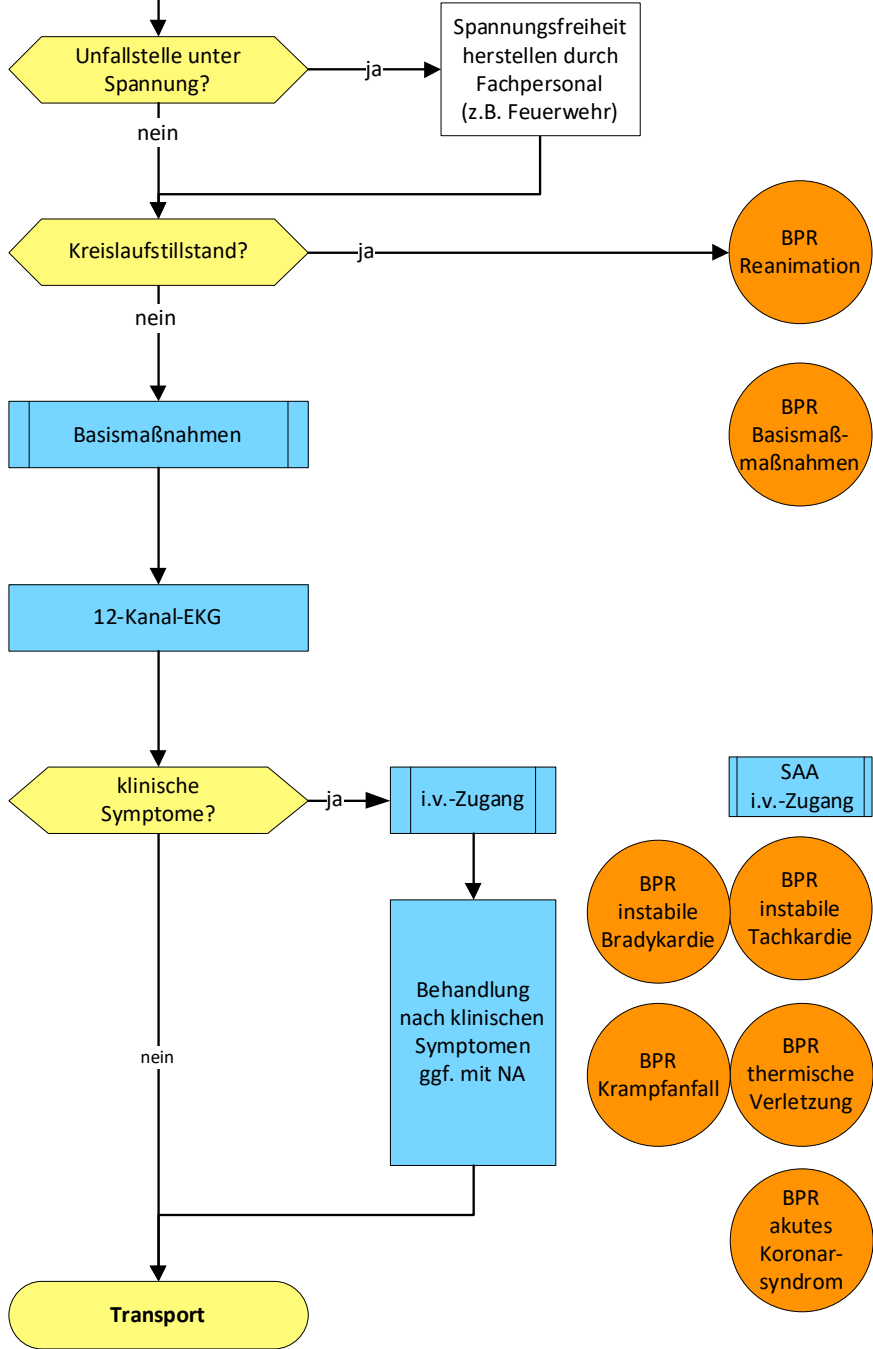 Unfallstelle unter
Spannung?
ja
Spannungsfreiheit
herstellen durch
Fachpersonal
(z.B. Feuerwehr)
nein
Kreislaufstillstand?
ja
BPR
Reanimation
nein
Basismaßnahmen
BPR
Basismaß-
maßnahmen
12-Kanal-EKG
klinische
Symptome?
ja
i.v.-Zugang
SAA
i.v.-Zugang
BPR
instabile
Bradykardie
BPR
instabile
Tachkardie
Behandlung
nach klinischen
Symptomen
ggf. mit NA
nein
BPR
Krampfanfall
BPR
thermische
Verletzung
BPR
akutes
Koronar-
syndrom
Transport